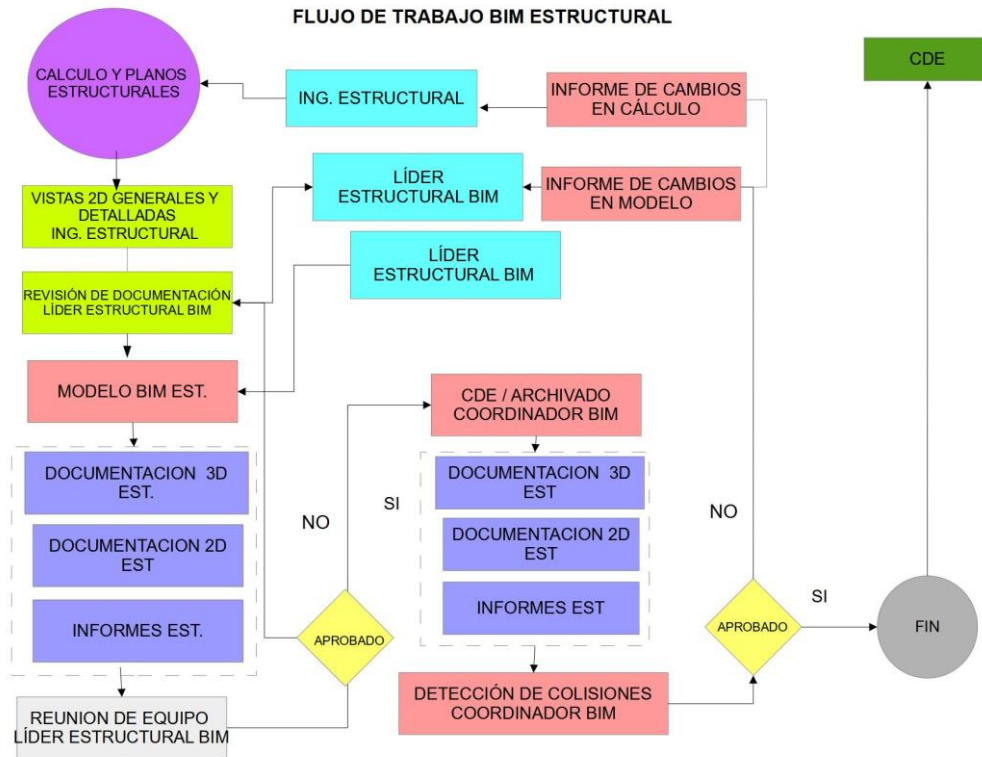 FLUJO DE TRABAJO BIM ESTRUCTURAL
CALCULO Y PLANOS
ESTRUCTURALES
ING. ESTRUCTURAL
INFORME DE CAMBIOS
EN CÁLCULO
CDE
VISTAS 2D GENERALES Y
DETALLADAS
ING. ESTRUCTURAL
LÍDER
ESTRUCTURAL BIM
INFORME DE CAMBIOS
EN MODELO
LÍDER
ESTRUCTURAL BIM
REVISIÓN DE DOCUMENTACIÓN
LÍDER ESTRUCTURAL BIM
MODELO BIM EST.
CDE / ARCHIVADO
COORDINADOR BIM
DOCUMENTACION 3D
EST.
DOCUMENTACION 2D
EST
INFORMES EST.
NO
SI
APROBADO
DOCUMENTACION 3D
EST
DOCUMENTACION 2D
EST
INFORMES EST
NO
SI
APROBADO
FIN
REUNION DE EQUIPO
LÍDER ESTRUCTURAL BIM
DETECCIÓN DE COLISIONES
COORDINADOR BIM